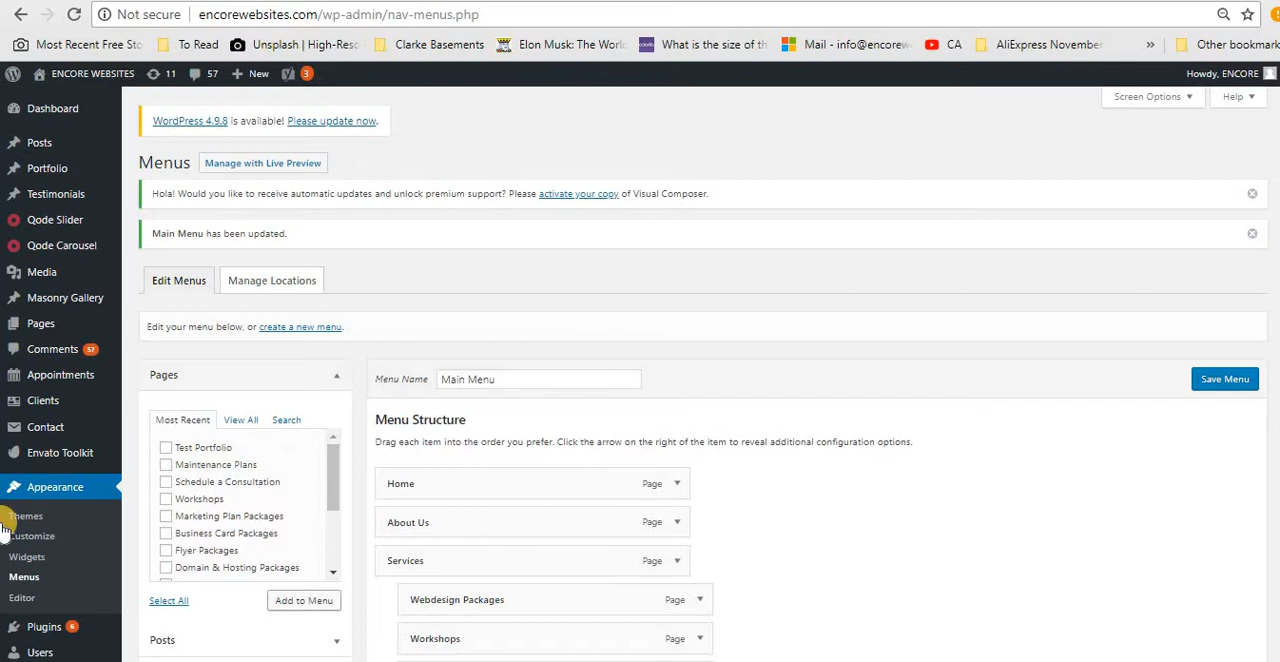 Not secure encorewebsites.com/wp-admin/nav-menus.php
Most Recent Free Sto To Read Unsplash | High-Reso Clarke Basements Elon Musk: The Worl What is the size of th Mail - info@encorew CA AliExpress November » Other bookmark
ENCORE WEBSITES 11 57 + New 3 Howdy, ENCORE
Screen Options ▼ Help ▼
Dashboard
Posts
Portfolio
Testimonials
Qode Slider
Qode Carousel
Media
Masonry Gallery
Pages
Comments 57
Appointments
Clients
Contact
Envato Toolkit
Appearance
Themes
Customize
Widgets
Menus
Editor
Plugins 6
Users
WordPress 4.9.8 is available! Please update now.
Menus Manage with Live Preview
Hola! Would you like to receive automatic updates and unlock premium support? Please activate your copy of Visual Composer.
Main Menu has been updated.
Edit Menus Manage Locations
Edit your menu below, or create a new menu.
Pages
Most Recent View All Search
Test Portfolio
Maintenance Plans
Schedule a Consultation
Workshops
Marketing Plan Packages
Business Card Packages
Flyer Packages
Domain & Hosting Packages
Select All Add to Menu
Posts
Menu Name Main Menu Save Menu
Menu Structure
Drag each item into the order you prefer. Click the arrow on the right of the item to reveal additional configuration options.
Home Page
About Us Page
Services Page
Webdesign Packages Page
Workshops Page